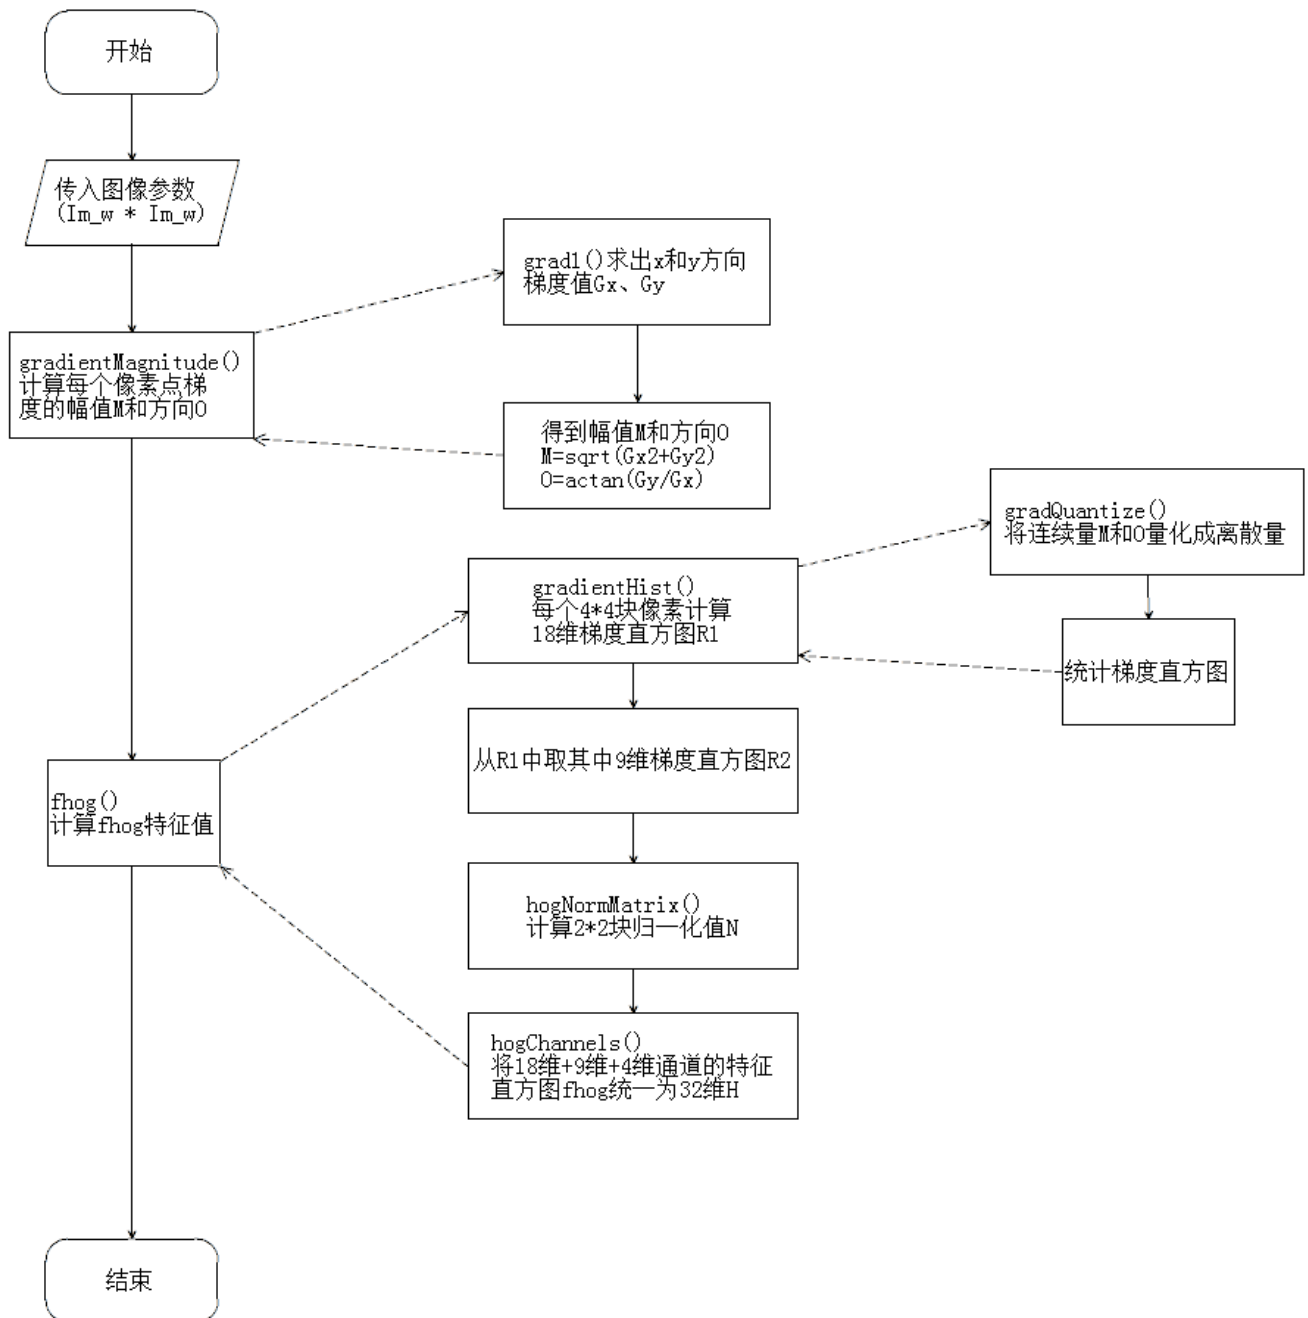 开始
传入图像参数
(Im_w * Im_w)
grad1()求出x和y方向
梯度值Gx、Gy
gradientMagnitude()
计算每个像素点梯
度的幅值M和方向O
得到幅值M和方向O
M=sqrt(Gx2+Gy2)
O=actan(Gy/Gx)
gradQuantize()
将连续量M和O量化成离散量
gradientHist()
每个4*4块像素计算
18维梯度直方图R1
统计梯度直方图
从R1中取其中9维梯度直方图R2
fhog()
计算fhog特征值
hogNormMatrix()
计算2*2块归一化值N
hogChannels()
将18维+9维+4维通道的特征
直方图fhog统一为32维H
结束